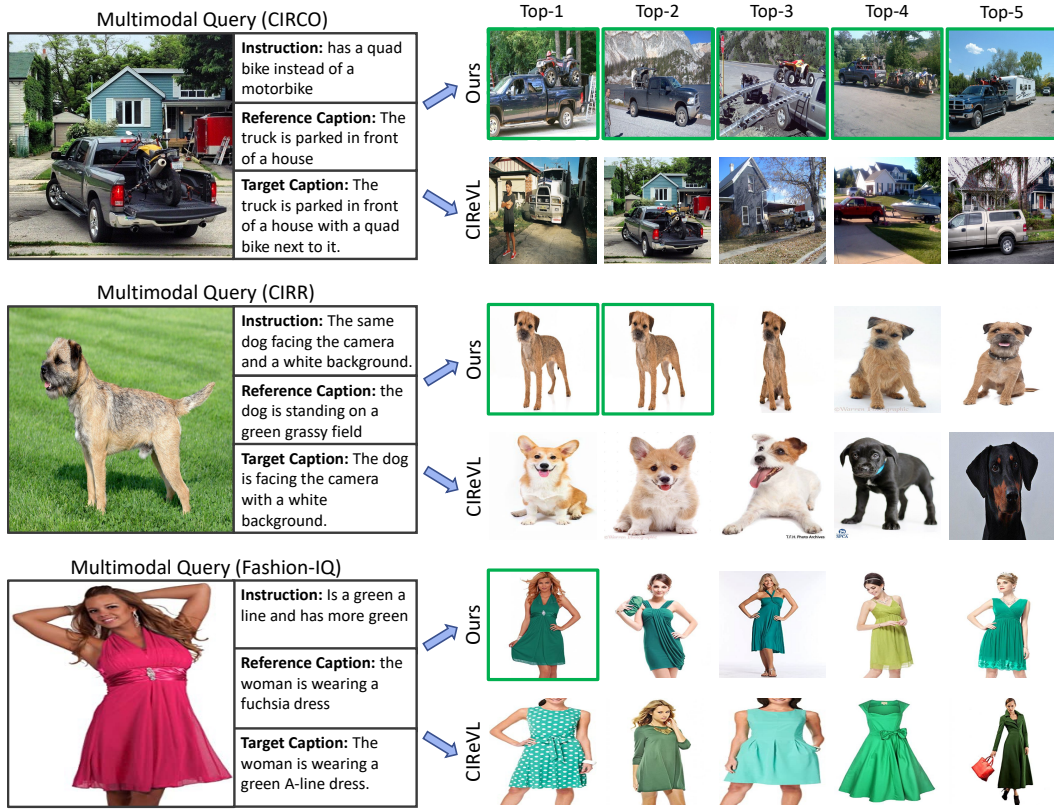 Multimodal Query (CIRCO)
Top-1 Top-2 Top-3 Top-4 Top-5
Instruction: has a quad
bike instead of a
motorbike
Reference Caption: The
truck is parked in front
of a house
Target Caption: The
truck is parked in front
of a house with a quad
bike next to it.
Ours
CIReVL
Multimodal Query (CIRR)
Instruction: The same
dog facing the camera
and a white background.
Reference Caption: the
dog is standing on a
green grassy field
Target Caption: The dog
is facing the camera
with a white
background.
Ours
CIReVL
T.F.H. Photo Archives
Multimodal Query (Fashion-IQ)
Instruction: Is a green a
line and has more green
Reference Caption: the
woman is wearing a
fuchsia dress
Target Caption: The
woman is wearing a
green A-line dress.
Ours
CIReVL